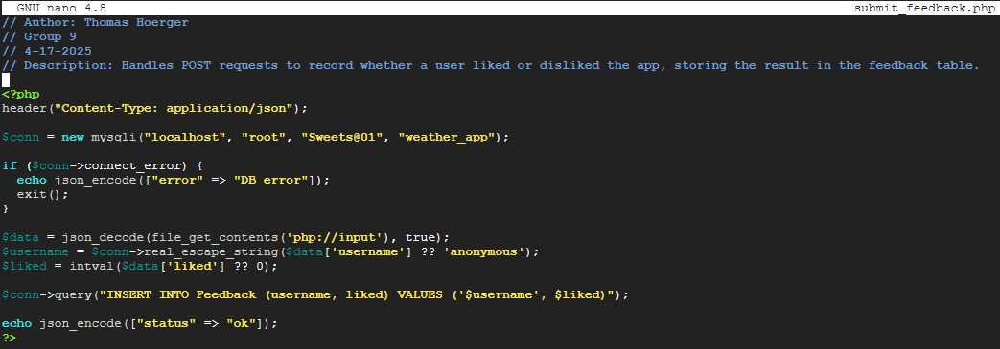 GNU nano 4.8 submit_feedback.php
// Author: Thomas Hoerger
// Group 9
// 4-17-2025
// Description: Handles POST requests to record whether a user liked or disliked the app, storing the result in the feedback table.
<?php
header("Content-Type: application/json");
$conn = new mysqli("localhost", "root", "Sweets@01", "weather_app");
if ($conn->connect_error) {
  echo json_encode(["error" => "DB error"]);
  exit();
}
$data = json_decode(file_get_contents('php://input'), true);
$username = $conn->real_escape_string($data['username'] ?? 'anonymous');
$liked = intval($data['liked'] ?? 0);
$conn->query("INSERT INTO Feedback (username, liked) VALUES ('$username', $liked)");
echo json_encode(["status" => "ok"]);
?>